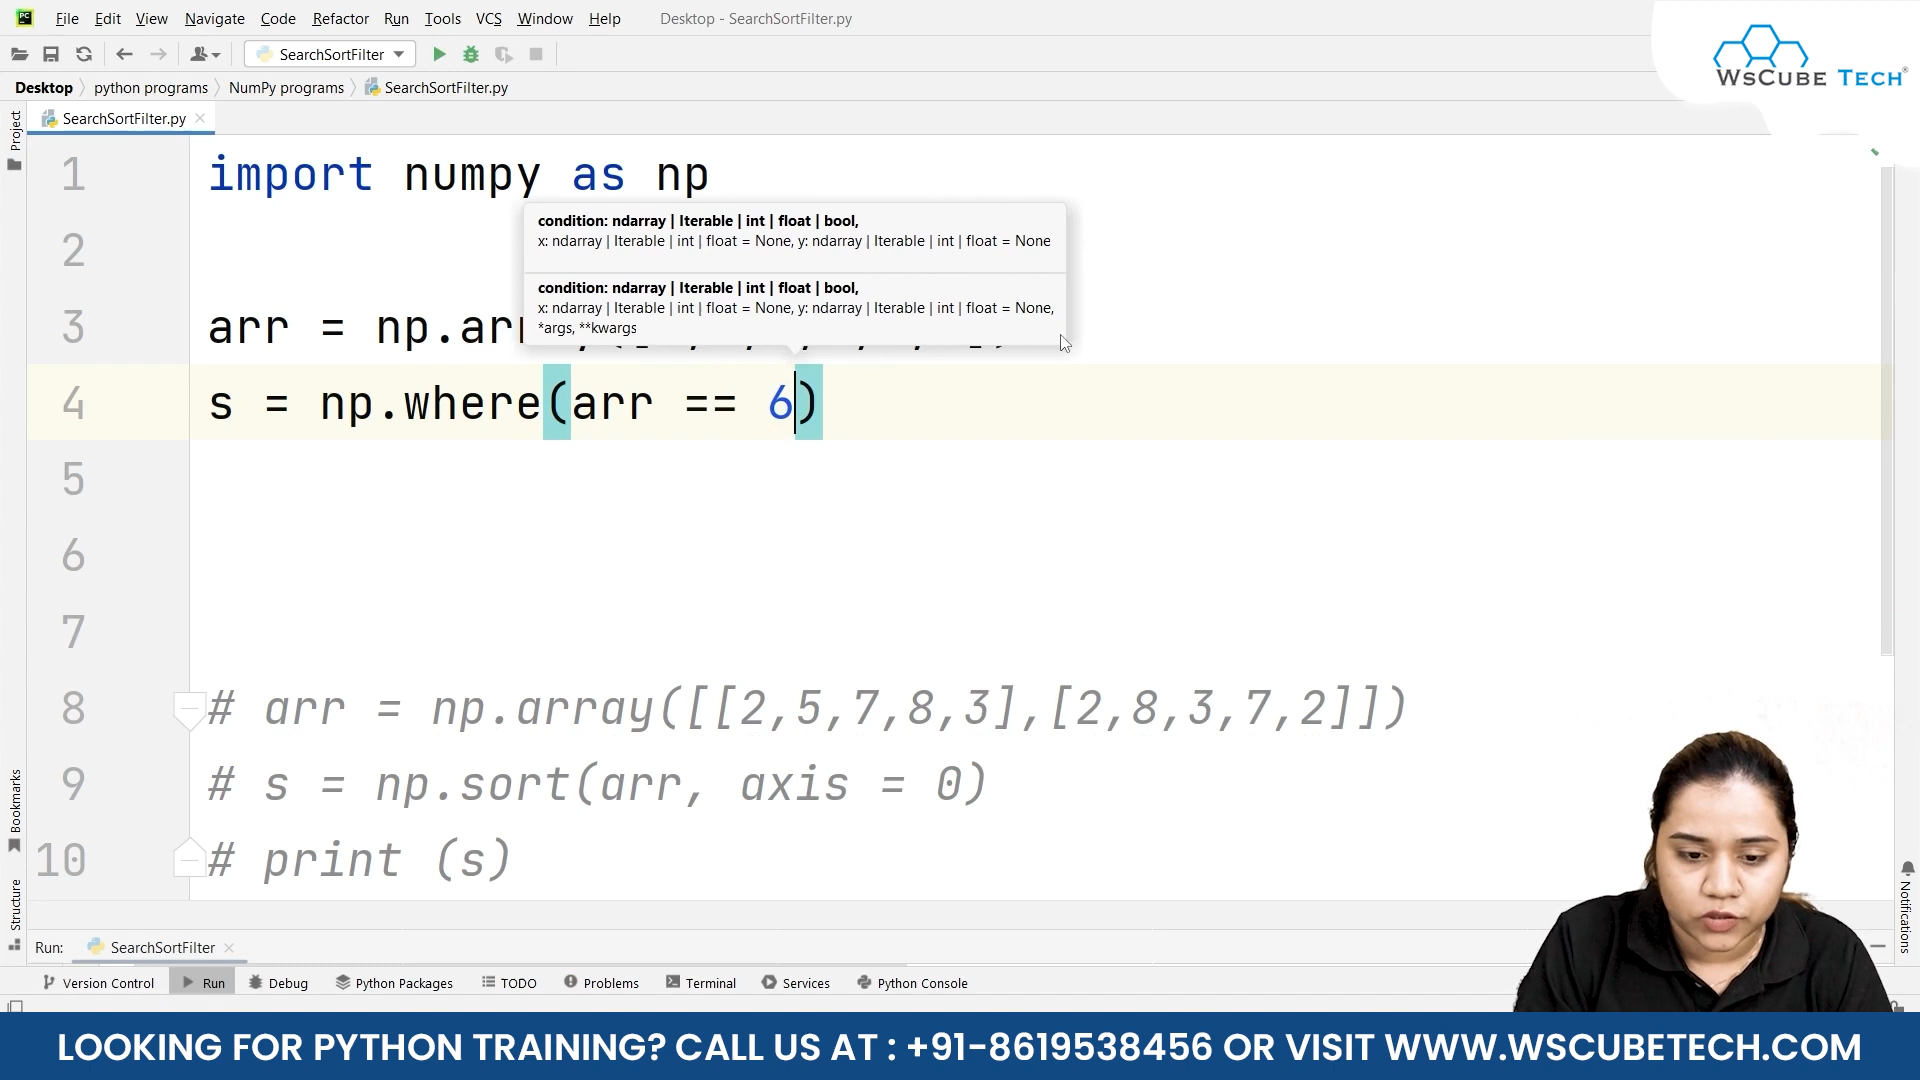 File Edit View Navigate Code Refactor Run Tools VCS Window Help Desktop - SearchSortFilter.py
WsCube Tech®
SearchSortFilter
Desktop python programs NumPy programs SearchSortFilter.py
SearchSortFilter.py
Project
1 import numpy as np
condition: ndarray | Iterable | int | float | bool,
x: ndarray | Iterable | int | float = None, y: ndarray | Iterable | int | float = None
2
condition: ndarray | Iterable | int | float | bool,
x: ndarray | Iterable | int | float = None, y: ndarray | Iterable | int | float = None,
*args, **kwargs
3 arr = np.arr
4 s = np.where(arr == 6)
5
6
7
8 # arr = np.array([[2,5,7,8,3],[2,8,3,7,2]])
9 # s = np.sort(arr, axis = 0)
10 # print (s)
Bookmarks
Structure
Notifications
Run: SearchSortFilter
Version Control Run Debug Python Packages TODO Problems Terminal Services Python Console
LOOKING FOR PYTHON TRAINING? CALL US AT : +91-8619538456 OR VISIT WWW.WSCUBETECH.COM